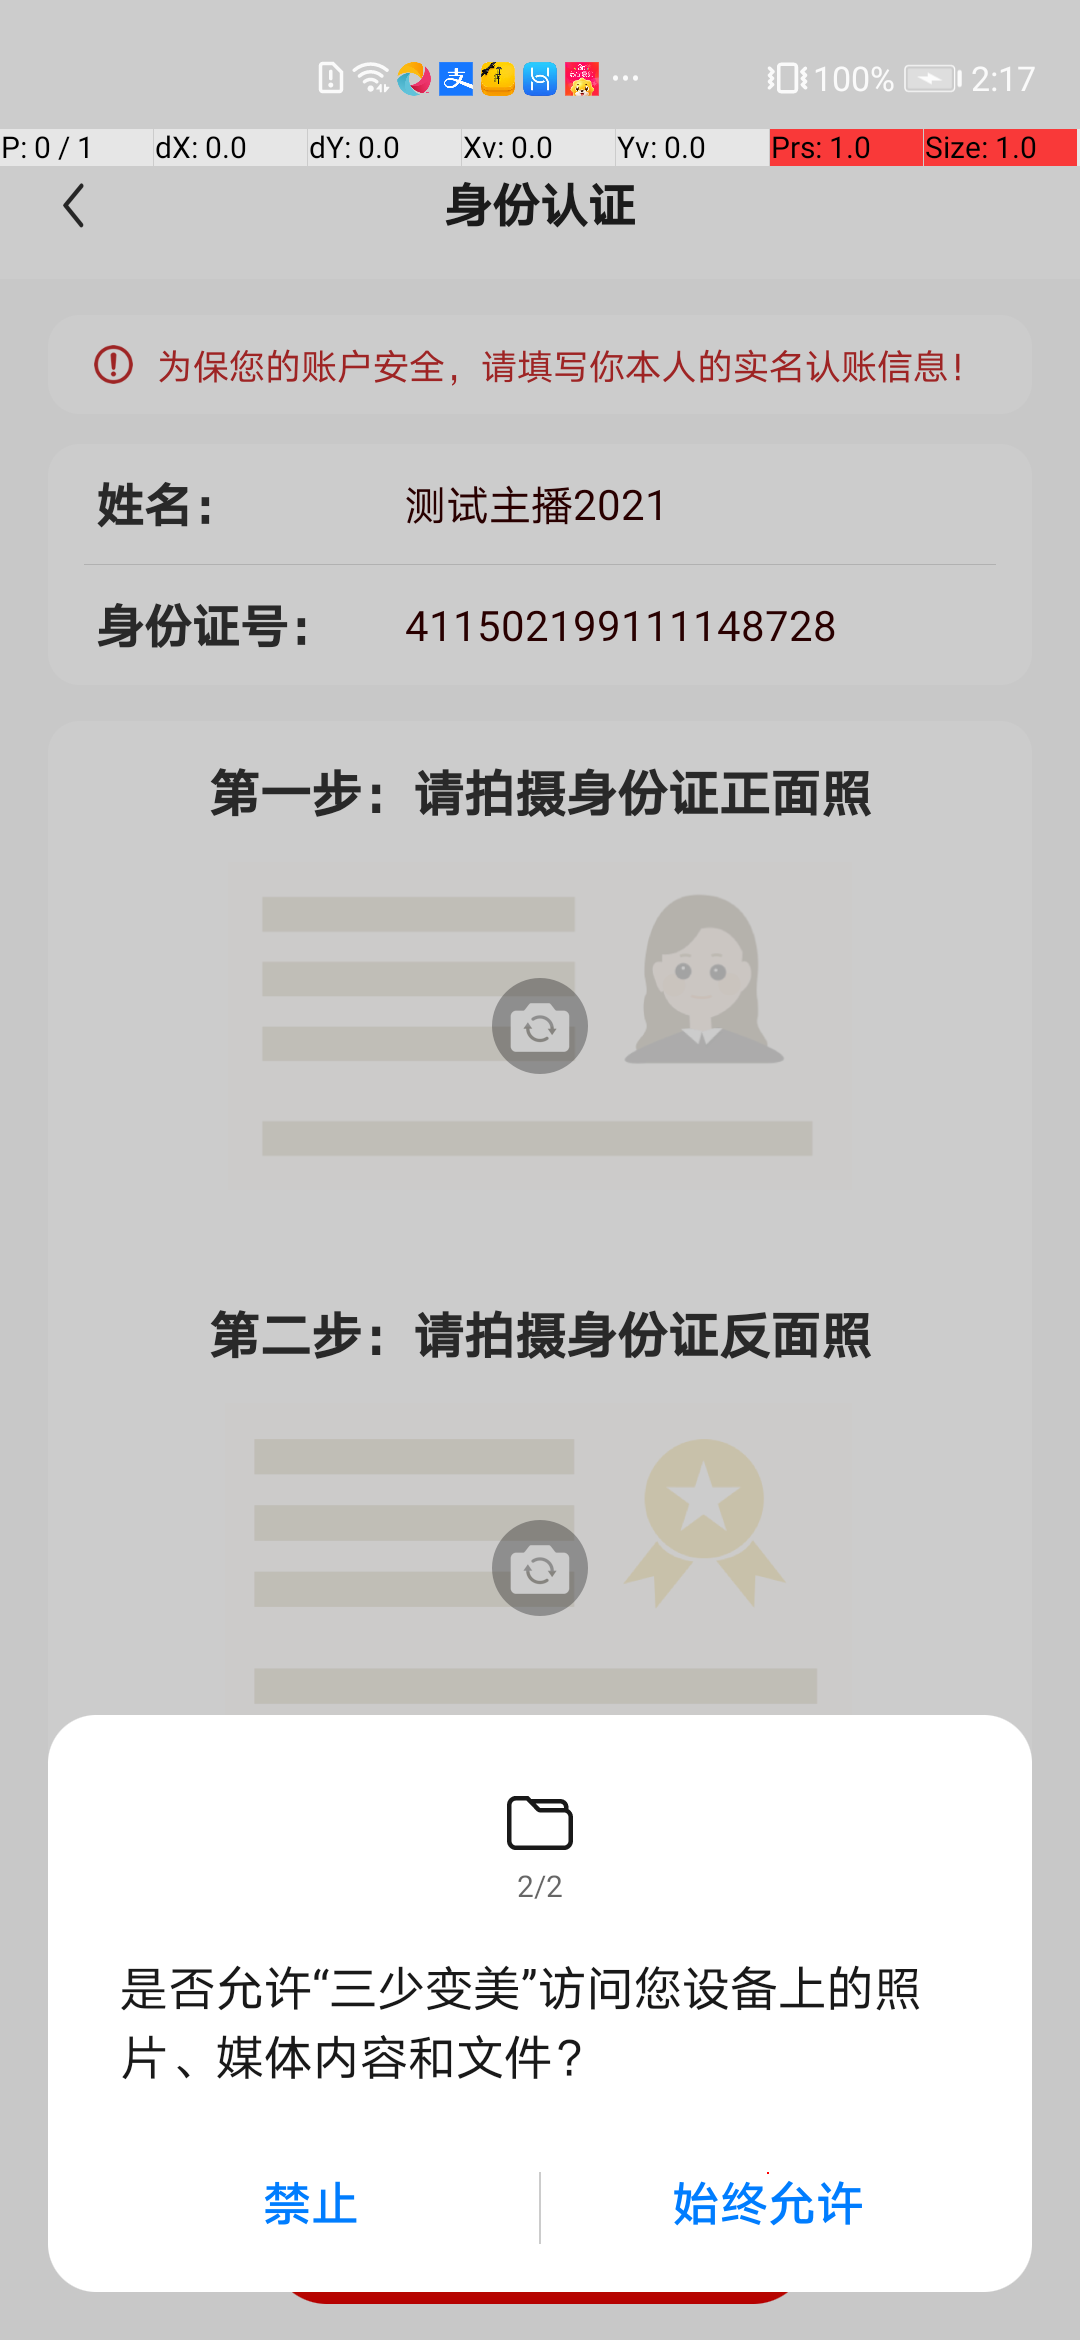 100% 2:17
P: 0 / 1 dX: 0.0 dY: 0.0 Xv: 0.0 Yv: 0.0 Prs: 1.0 Size: 1.0
身份认证
为保您的账户安全，请填写你本人的实名认账信息！
姓名： 测试主播2021
身份证号： 411502199111148728
第一步：请拍摄身份证正面照
第二步：请拍摄身份证反面照
2/2
是否允许“三少变美”访问您设备上的照
片、媒体内容和文件？
禁止 始终允许